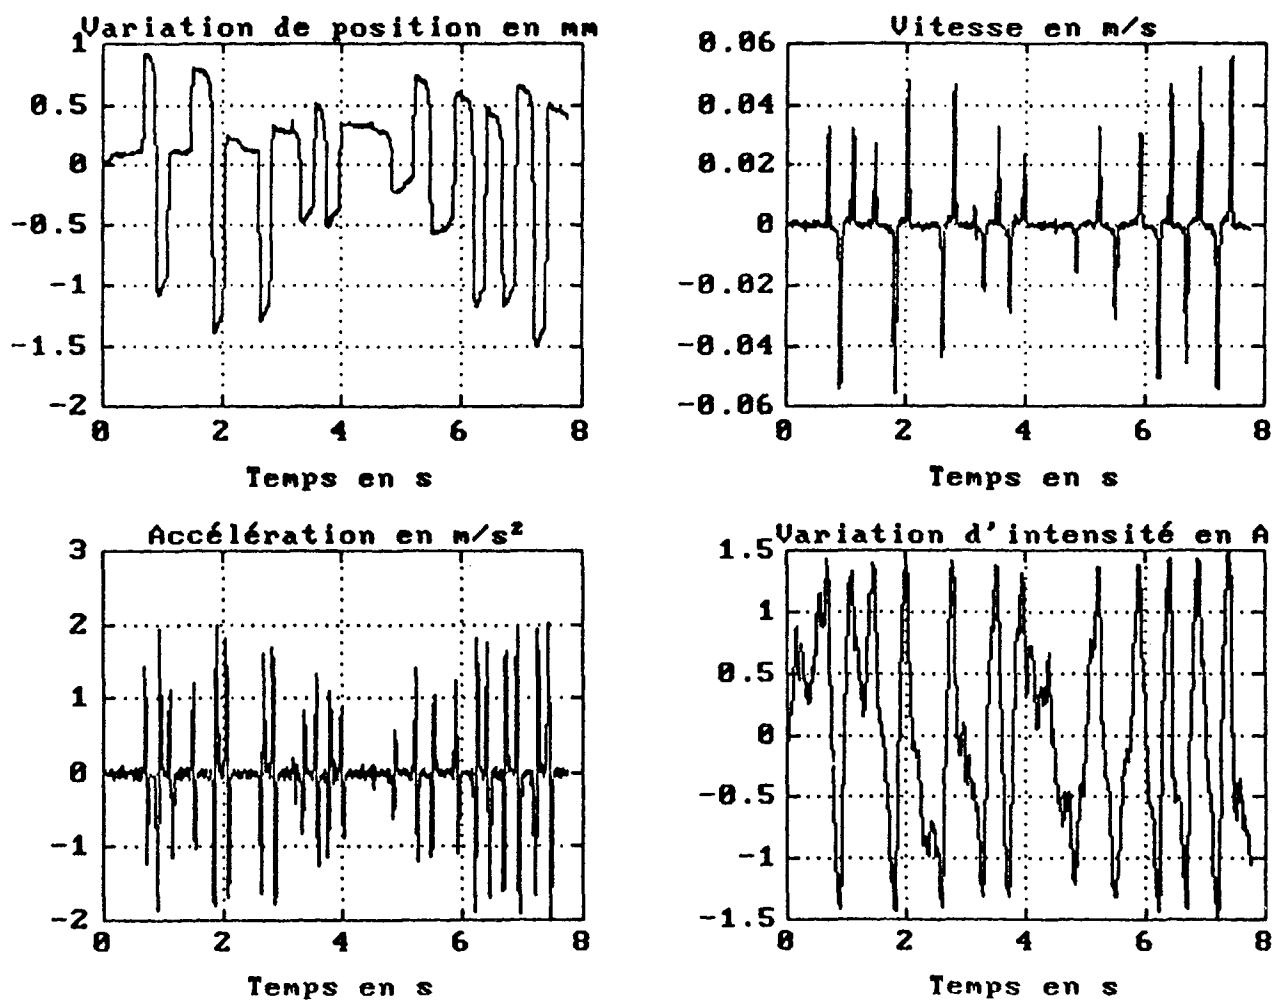 Variation de position en mm
1
0.5
0
-0.5
-1
-1.5
-2
0 2 4 6 8
Temps en s
Vitesse en m/s
0.06
0.04
0.02
0
-0.02
-0.04
-0.06
0 2 4 6 8
Temps en s
Accélération en m/s²
3
2
1
0
-1
-2
0 2 4 6 8
Temps en s
Variation d'intensité en A
1.5
1
0.5
0
-0.5
-1
-1.5
0 2 4 6 8
Temps en s